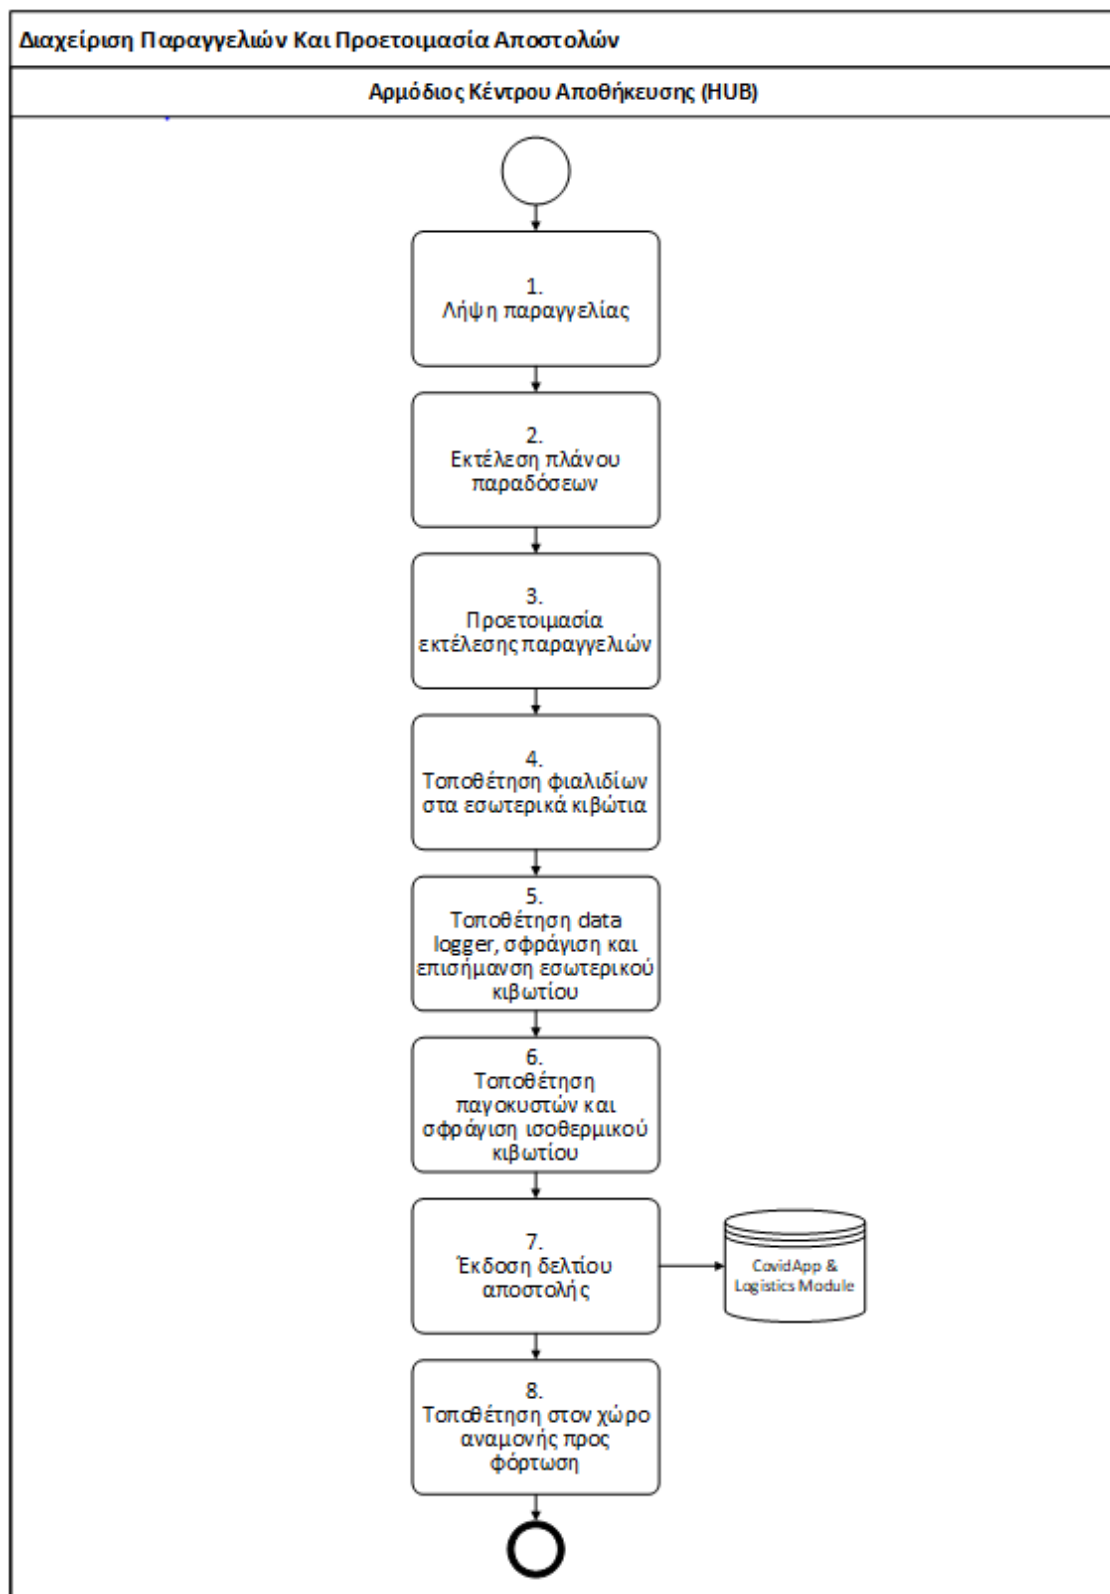 Διαχείριση Παραγγελιών Και Προετοιμασία Αποστολών
Αρμόδιος Κέντρου Αποθήκευσης (HUB)
1.
Λήψη παραγγελίας
2.
Εκτέλεση πλάνου
παραδόσεων
3.
Προετοιμασία
εκτέλεσης παραγγελιών
4.
Τοποθέτηση φιαλιδίων
στα εσωτερικά κιβώτια
5.
Τοποθέτηση data
logger, σφράγιση και
επισήμανση εσωτερικού
κιβωτίου
6.
Τοποθέτηση
παγοκυστών και
σφράγιση ισοθερμικού
κιβωτίου
7.
Έκδοση δελτίου
αποστολής
CovidApp &
Logistics Module
8.
Τοποθέτηση στον χώρο
αναμονής προς
φόρτωση